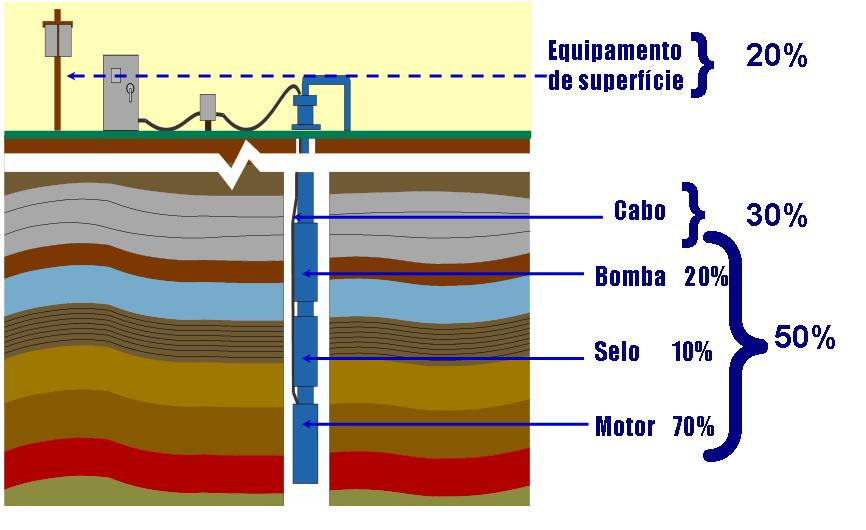 Equipamento
de superfície } 20%
Cabo } 30%
Bomba 20%
Selo 10%
} 50%
Motor 70%